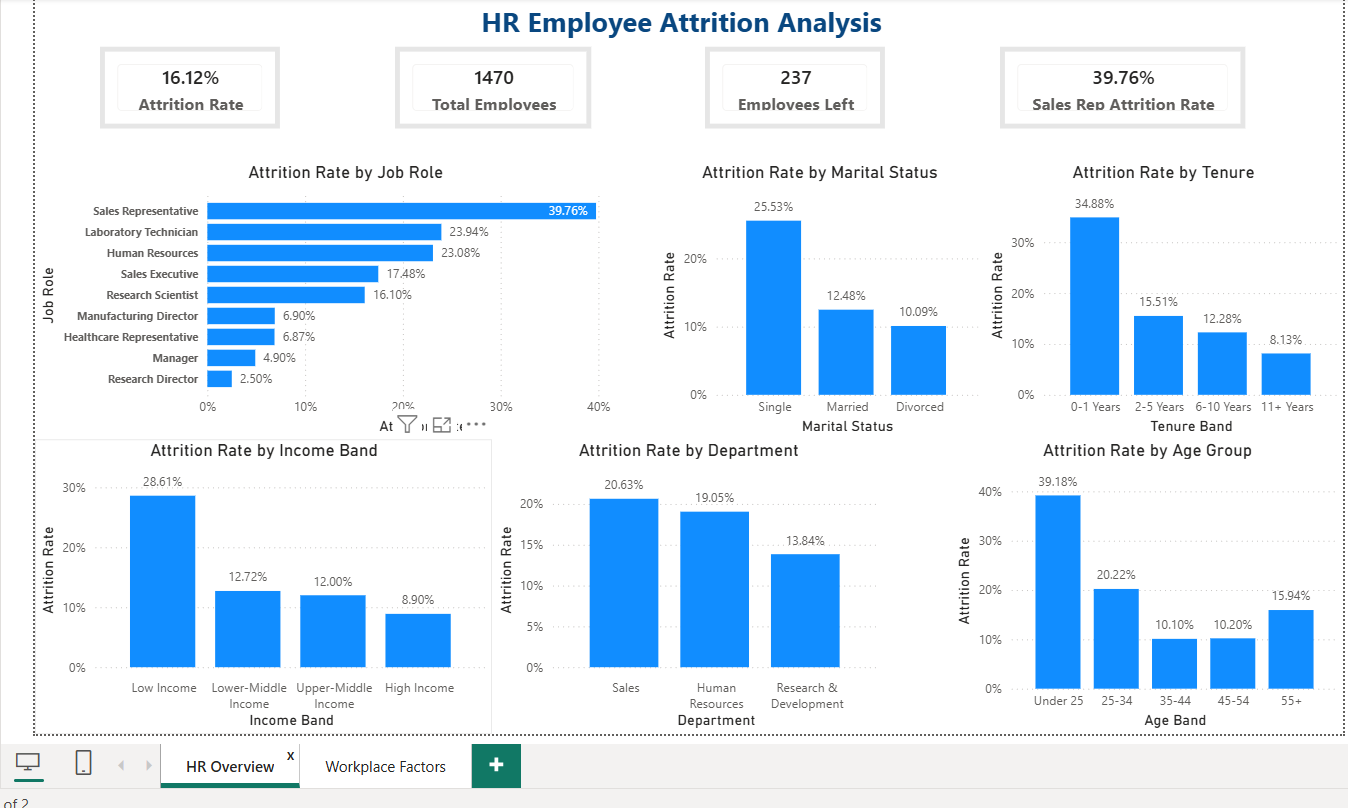 HR Employee Attrition Analysis
16.12%
Attrition Rate
1470
Total Employees
237
Employees Left
39.76%
Sales Rep Attrition Rate
Attrition Rate by Job Role
Job Role
Sales Representative
39.76%
Laboratory Technician
23.94%
Human Resources
23.08%
Sales Executive
17.48%
Research Scientist
16.10%
Manufacturing Director
6.90%
Healthcare Representative
6.87%
Manager
4.90%
Research Director
2.50%
0%
10%
20%
30%
40%
At
Attrition Rate by Marital Status
Attrition Rate
20%
10%
0%
25.53%
12.48%
10.09%
Single
Married
Divorced
Marital Status
Attrition Rate by Tenure
Attrition Rate
30%
20%
10%
0%
34.88%
15.51%
12.28%
8.13%
0-1 Years
2-5 Years
6-10 Years
11+ Years
Tenure Band
Attrition Rate by Income Band
Attrition Rate
30%
20%
10%
0%
28.61%
12.72%
12.00%
8.90%
Low Income
Lower-Middle
Income
Upper-Middle
Income
High Income
Income Band
Attrition Rate by Department
Attrition Rate
20%
15%
10%
5%
0%
20.63%
19.05%
13.84%
Sales
Human
Resources
Research &
Development
Department
Attrition Rate by Age Group
Attrition Rate
40%
30%
20%
10%
0%
39.18%
20.22%
10.10%
10.20%
15.94%
Under 25
25-34
35-44
45-54
55+
Age Band
HR Overview
x
Workplace Factors
+
of 2